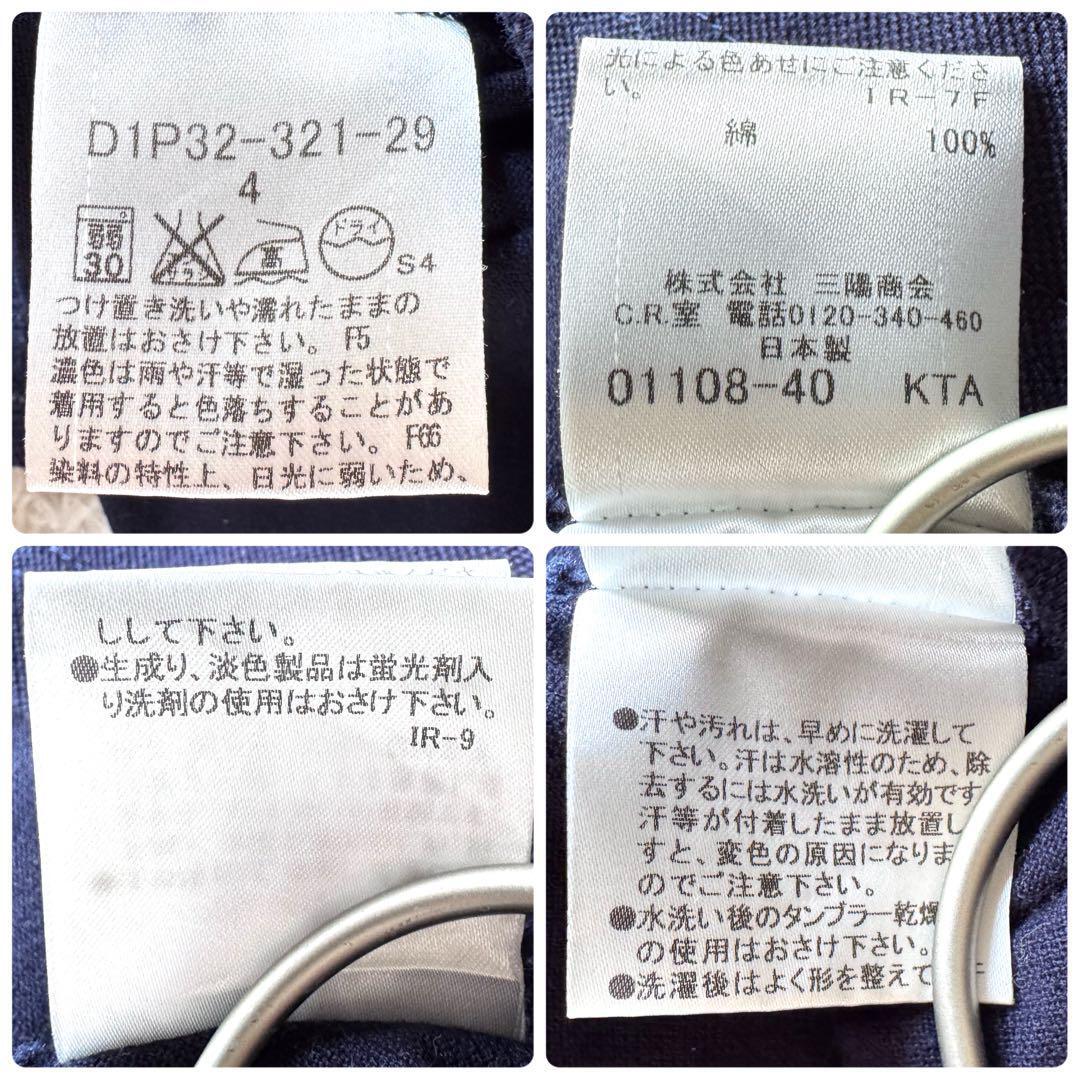 D1P32-321-29
4
弱
30
エンソ
サラシ
高
ドライ
S4
つけ置き洗いや濡れたままの
放置はおさけ下さい。 F5
濃色は雨や汗等で湿った状態で
着用すると色落ちすることがあ
りますのでご注意下さい。 F66
染料の特性上、日光に弱いため、
光による色あせにご注意くださ
い。 IR-7F
綿 100%
株式会社 三陽商会
C.R.室 電話0120-340-460
日本製
01108-40 KTA
ししして下さい。
●生成り、淡色製品は蛍光剤入
り洗剤の使用はおさけ下さい。
IR-9
●汗や汚れは、早めに洗濯して
下さい。汗は水溶性のため、除
去するには水洗いが有効です
汗等が付着したまま放置し
すと、変色の原因になりま
のでご注意下さい。
●水洗い後のタンブラー乾燥
の使用はおさけ下さい。
●洗濯後はよく形を整えて